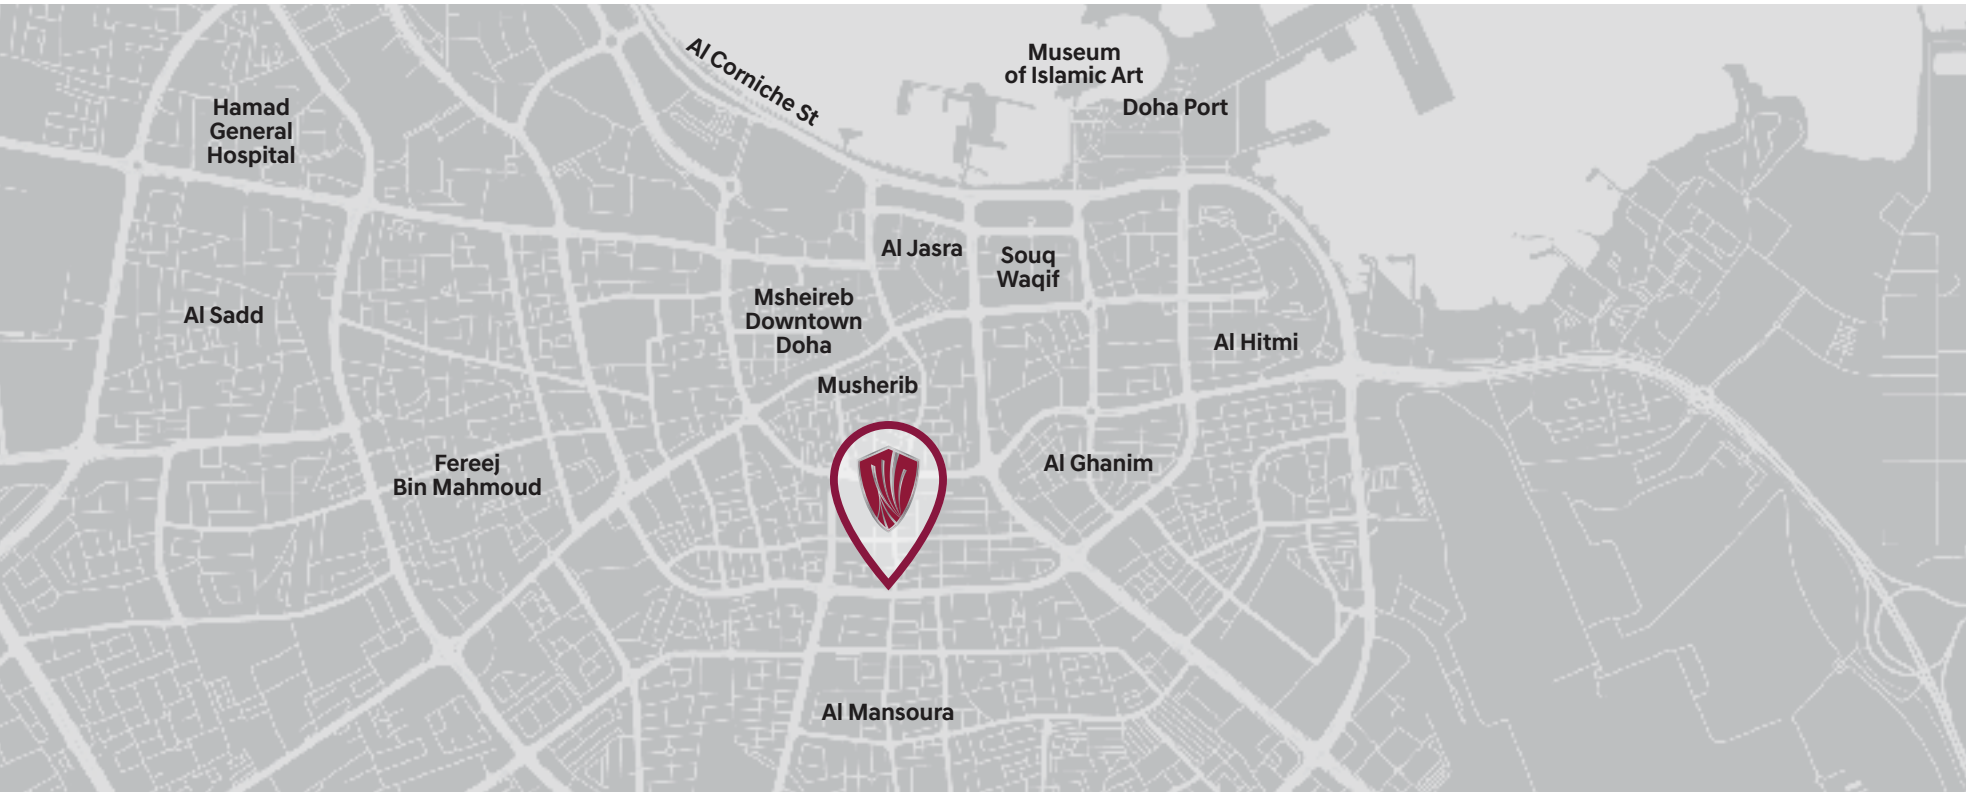 Al Corniche St
Museum
of Islamic Art
Doha Port
Hamad
General
Hospital
Al Jasra
Souq
Waqif
Al Sadd
Msheireb
Downtown
Doha
Al Hitmi
Musherib
Fereej
Bin Mahmoud
Al Ghanim
Al Mansoura